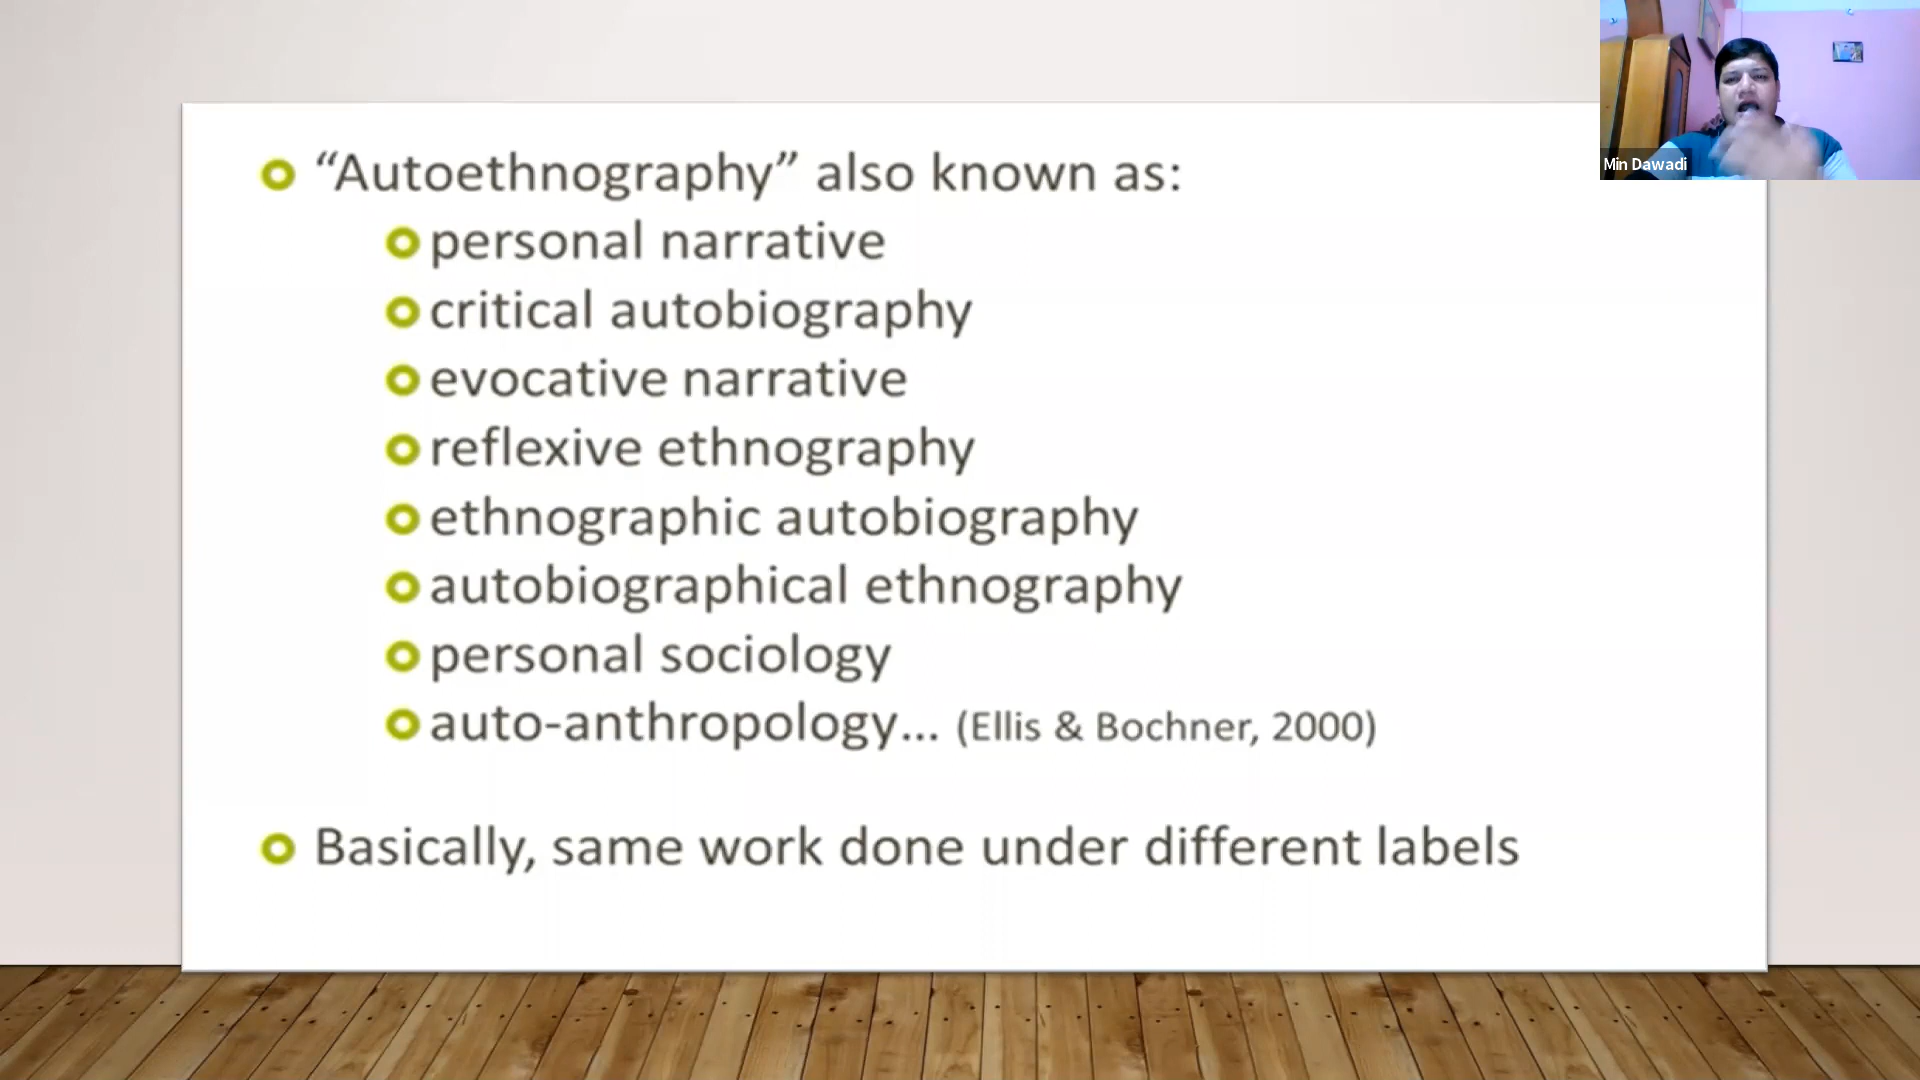 “Autoethnography” also known as:
personal narrative
critical autobiography
evocative narrative
reflexive ethnography
ethnographic autobiography
autobiographical ethnography
personal sociology
auto-anthropology... (Ellis & Bochner, 2000)
Basically, same work done under different labels
Min Dawadi